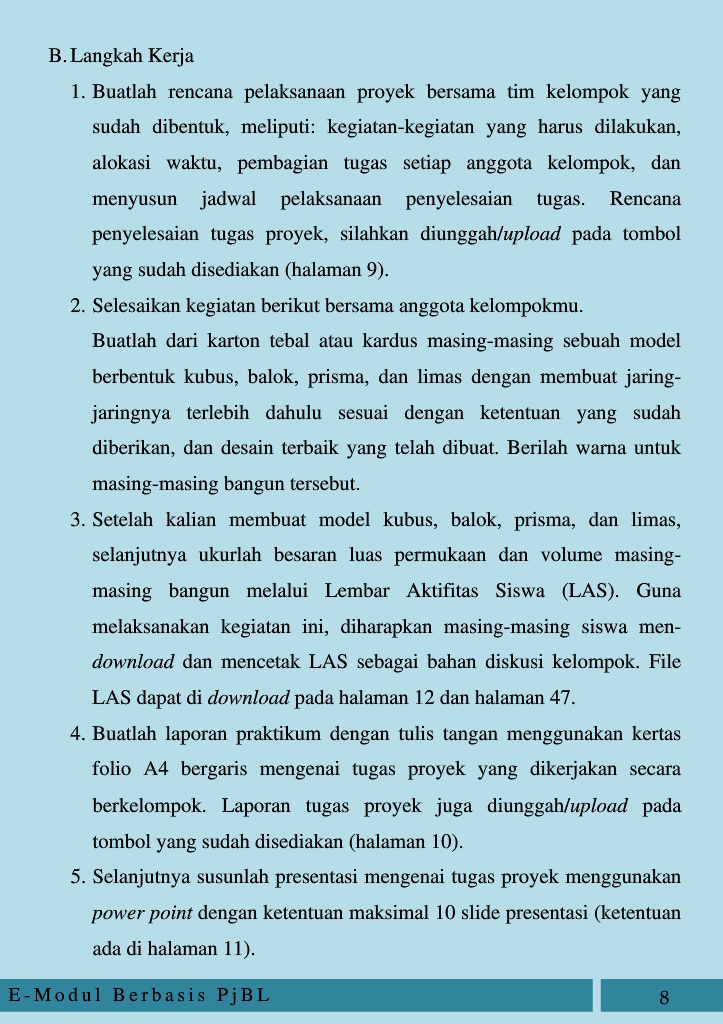 B. Langkah Kerja
1. Buatlah rencana pelaksanaan proyek bersama tim kelompok yang
sudah dibentuk, meliputi: kegiatan-kegiatan yang harus dilakukan,
alokasi waktu, pembagian tugas setiap anggota kelompok, dan
menyusun jadwal pelaksanaan penyelesaian tugas. Rencana
penyelesaian tugas proyek, silahkan diunggah/upload pada tombol
yang sudah disediakan (halaman 9).
2. Selesaikan kegiatan berikut bersama anggota kelompokmu.
Buatlah dari karton tebal atau kardus masing-masing sebuah model
berbentuk kubus, balok, prisma, dan limas dengan membuat jaring-
jaringnya terlebih dahulu sesuai dengan ketentuan yang sudah
diberikan, dan desain terbaik yang telah dibuat. Berilah warna untuk
masing-masing bangun tersebut.
3. Setelah kalian membuat model kubus, balok, prisma, dan limas,
selanjutnya ukurlah besaran luas permukaan dan volume masing-
masing bangun melalui Lembar Aktifitas Siswa (LAS). Guna
melaksanakan kegiatan ini, diharapkan masing-masing siswa men-
download dan mencetak LAS sebagai bahan diskusi kelompok. File
LAS dapat di download pada halaman 12 dan halaman 47.
4. Buatlah laporan praktikum dengan tulis tangan menggunakan kertas
folio A4 bergaris mengenai tugas proyek yang dikerjakan secara
berkelompok. Laporan tugas proyek juga diunggah/upload pada
tombol yang sudah disediakan (halaman 10).
5. Selanjutnya susunlah presentasi mengenai tugas proyek menggunakan
power point dengan ketentuan maksimal 10 slide presentasi (ketentuan
ada di halaman 11).
E-Modul Berbasis PjBL
8